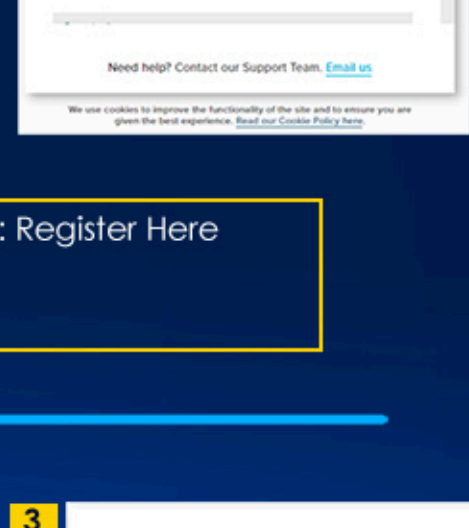 Need help? Contact our Support Team. Email us
We use cookies to improve the functionality of the site and to ensure you are
given the best experience. Read our Cookie Policy here.
: Register Here
3